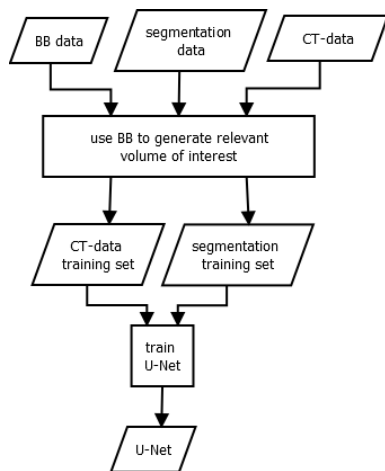 BB data
segmentation
data
CT-data
use BB to generate relevant
volume of interest
CT-data
training set
segmentation
training set
train
U-Net
U-Net